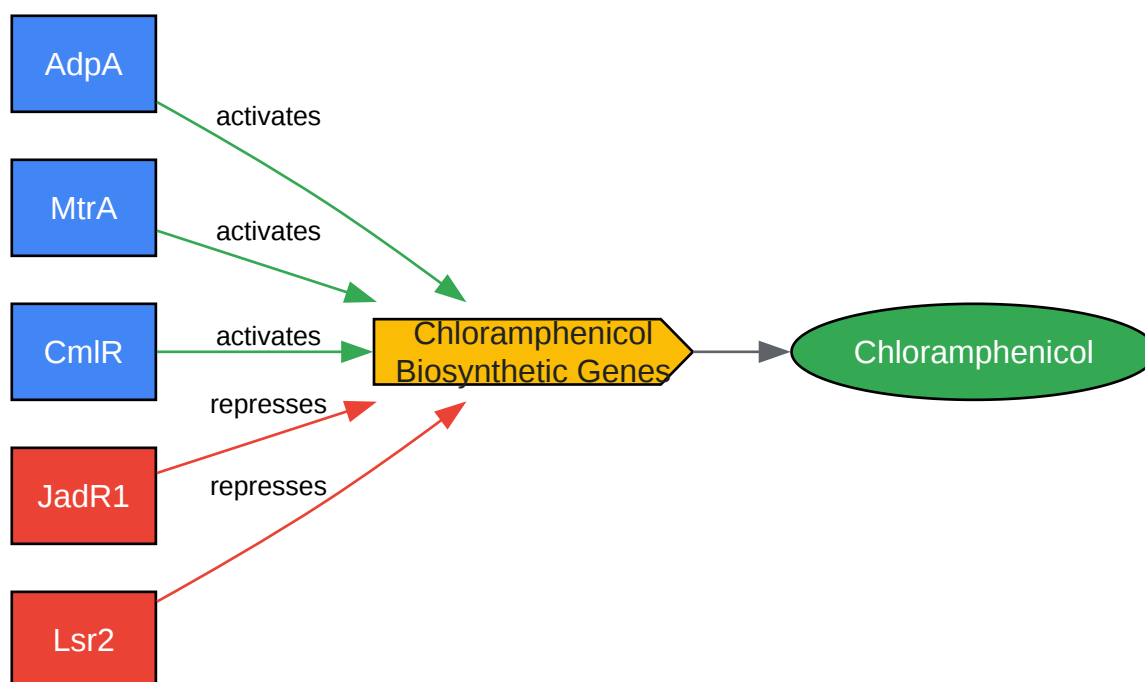 AdpA
activates
MtrA
activates
CmlR
activates
Chloramphenicol
Biosynthetic Genes
Chloramphenicol
JadR1
represses
Lsr2
represses